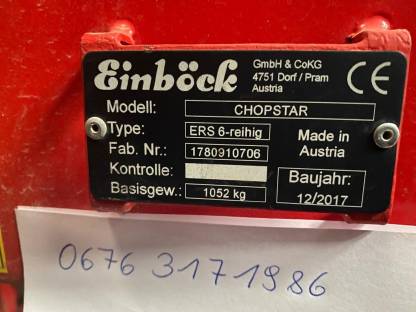 Einböck
GmbH & CoKG
4751 Dorf / Pram
Austria
CE
Modell: CHOPSTAR
Type: ERS 6-reihig
Fab. Nr.: 1780910706
Kontrolle:
Basisgew.: 1052 kg
Made in
Austria
Baujahr:
12/2017
0676 3171986